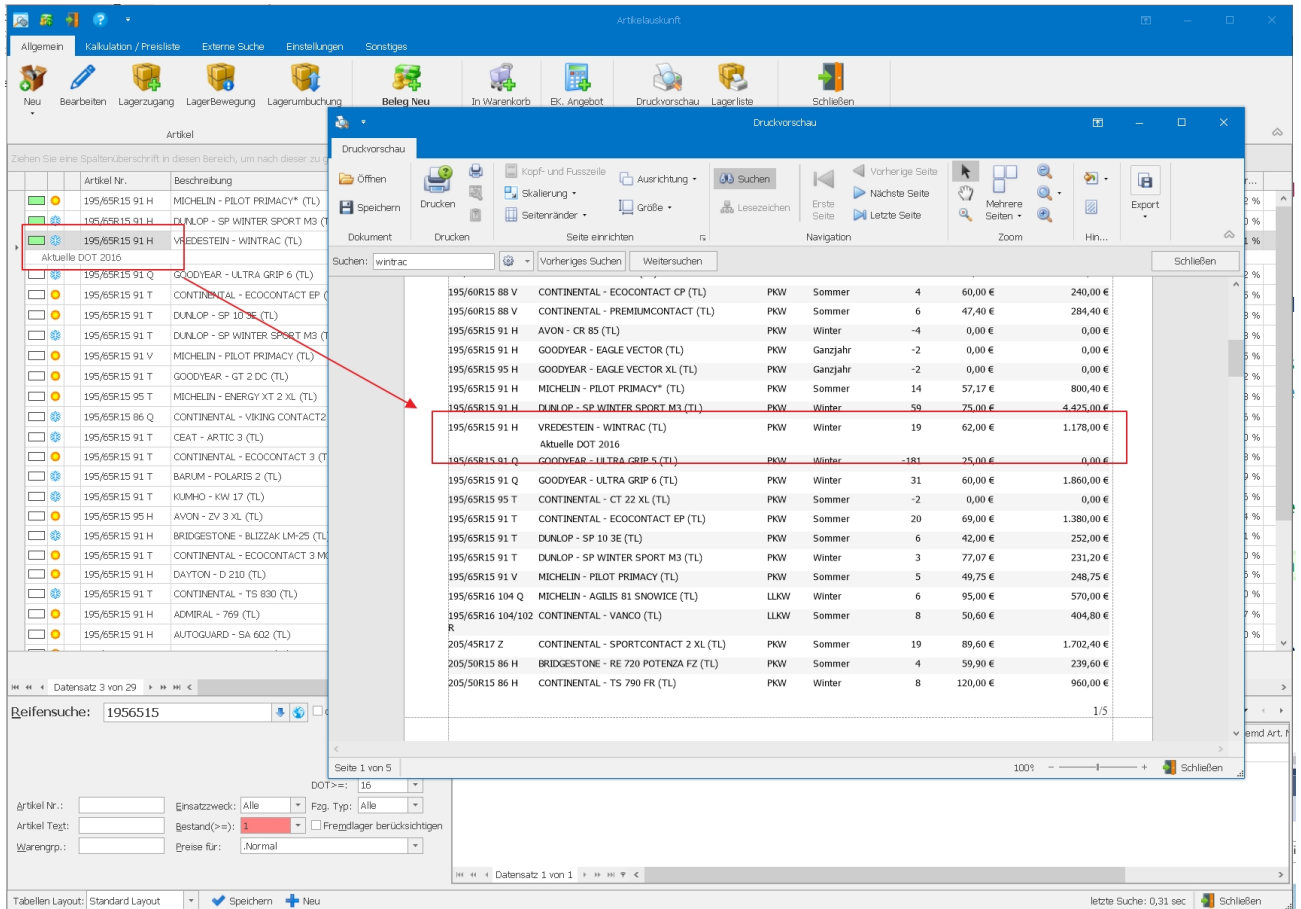 Artikelauskunft
Allgemein Kalkulation / Preisliste Externe Suche Einstellungen Sonstiges
Neu Bearbeiten Lagerzugang LagerBewegung Lagerumbuchung Beleg Neu In Warenkorb EK. Angebot Druckvorschau Lagerliste Schließen
Artikel
Ziehen Sie eine Spaltenüberschrift in diesen Bereich, um nach dieser zu
Artikel Nr. Beschreibung
195/65R15 91 H MICHELIN - PILOT PRIMACY* (TL)
195/65R15 91 H DUNLOP - SP WINTER SPORT M3
195/65R15 91 H VREDESTEIN - WINTRAC (TL)
Aktuelle DOT 2016
195/65R15 91 Q GOODYEAR - ULTRA GRIP 6 (TL)
195/65R15 91 T CONTINENTAL - ECOCONTACT EP
195/65R15 91 T DUNLOP - SP 10 3E (TL)
195/65R15 91 T DUNLOP - SP WINTER SPORT M3
195/65R15 91 V MICHELIN - PILOT PRIMACY (TL)
195/65R15 91 T GOODYEAR - GT 2 DC (TL)
195/65R15 95 T MICHELIN - ENERGY XT 2 XL (TL)
195/65R15 86 Q CONTINENTAL - VIKING CONTACT2
195/65R15 91 T CEAT - ARTIC 3 (TL)
195/65R15 91 T CONTINENTAL - ECOCONTACT 3
195/65R15 91 T BARUM - POLARIS 2 (TL)
195/65R15 91 T KUMHO - KW 17 (TL)
195/65R15 95 H AVON - ZV 3 XL (TL)
195/65R15 91 H BRIDGESTONE - BLIZZAK LM-25
195/65R15 91 T CONTINENTAL - ECOCONTACT 3
195/65R15 91 H DAYTON - D 210 (TL)
195/65R15 91 T CONTINENTAL - TS 830 (TL)
195/65R15 91 H ADMIRAL - 769 (TL)
195/65R15 91 H AUTOGUARD - SA 602 (TL)
Datensatz 3 von 29
Reifensuche: 1956515
DOT>=: 16
Artikel Nr.: Einsatzzweck: Alle Fzg. Typ: Alle
Artikel Text: Bestand(>=): 1 Fremdlager berücksichtigen
Warengrp.: Preise für: .Normal
Datensatz 1 von 1
Tabellen Layout: Standard Layout Speichern Neu letzte Suche: 0,31 sec Schließen
Druckvorschau
Druckvorschau
Öffnen
Speichern
Dokument
Drucken
Drucken
Kopf- und Fusszeile
Skalierung
Seitenränder
Ausrichtung
Größe
Seite einrichten
Suchen
Lesezeichen
Erste Seite
Vorherige Seite
Nächste Seite
Letzte Seite
Navigation
Mehrere Seiten
Zoom
Hin...
Export
Suchen: wintrac Vorheriges Suchen Weitersuchen Schließen
195/60R15 88 V CONTINENTAL - ECOCONTACT CP (TL) PKW Sommer 4 60,00 € 240,00 €
195/60R15 88 V CONTINENTAL - PREMIUMCONTACT (TL) PKW Sommer 6 47,40 € 284,40 €
195/65R15 91 H AVON - CR 85 (TL) PKW Winter -4 0,00 € 0,00 €
195/65R15 91 H GOODYEAR - EAGLE VECTOR (TL) PKW Ganzjahr -2 0,00 € 0,00 €
195/65R15 95 H GOODYEAR - EAGLE VECTOR XL (TL) PKW Ganzjahr -2 0,00 € 0,00 €
195/65R15 91 H MICHELIN - PILOT PRIMACY* (TL) PKW Sommer 14 57,17 € 800,40 €
195/65R15 91 H DUNLOP - SP WINTER SPORT M3 (TL) PKW Winter 59 75,00 € 4.425,00 €
195/65R15 91 H VREDESTEIN - WINTRAC (TL) PKW Winter 19 62,00 € 1.178,00 €
Aktuelle DOT 2016
195/65R15 91 Q GOODYEAR - ULTRA GRIP 5 (TL) PKW Winter -181 25,00 € 0,00 €
195/65R15 91 Q GOODYEAR - ULTRA GRIP 6 (TL) PKW Winter 31 60,00 € 1.860,00 €
195/65R15 95 T CONTINENTAL - CT 22 XL (TL) PKW Sommer -2 0,00 € 0,00 €
195/65R15 91 T CONTINENTAL - ECOCONTACT EP (TL) PKW Sommer 20 69,00 € 1.380,00 €
195/65R15 91 T DUNLOP - SP 10 3E (TL) PKW Sommer 6 42,00 € 252,00 €
195/65R15 91 T DUNLOP - SP WINTER SPORT M3 (TL) PKW Winter 3 77,07 € 231,20 €
195/65R15 91 V MICHELIN - PILOT PRIMACY (TL) PKW Sommer 5 49,75 € 248,75 €
195/65R16 104 Q MICHELIN - AGILIS 81 SNOWICE (TL) LLKW Winter 6 95,00 € 570,00 €
195/65R16 104/102 CONTINENTAL - VANCO (TL) LLKW Sommer 8 50,60 € 404,80 €
R
205/45R17 Z CONTINENTAL - SPORTCONTACT 2 XL (TL) PKW Sommer 19 89,60 € 1.702,40 €
205/50R15 86 H BRIDGESTONE - RE 720 POTENZA FZ (TL) PKW Sommer 4 59,90 € 239,60 €
205/50R15 86 H CONTINENTAL - TS 790 FR (TL) PKW Winter 8 120,00 € 960,00 €
1/5
Seite 1 von 5 100% Schließen